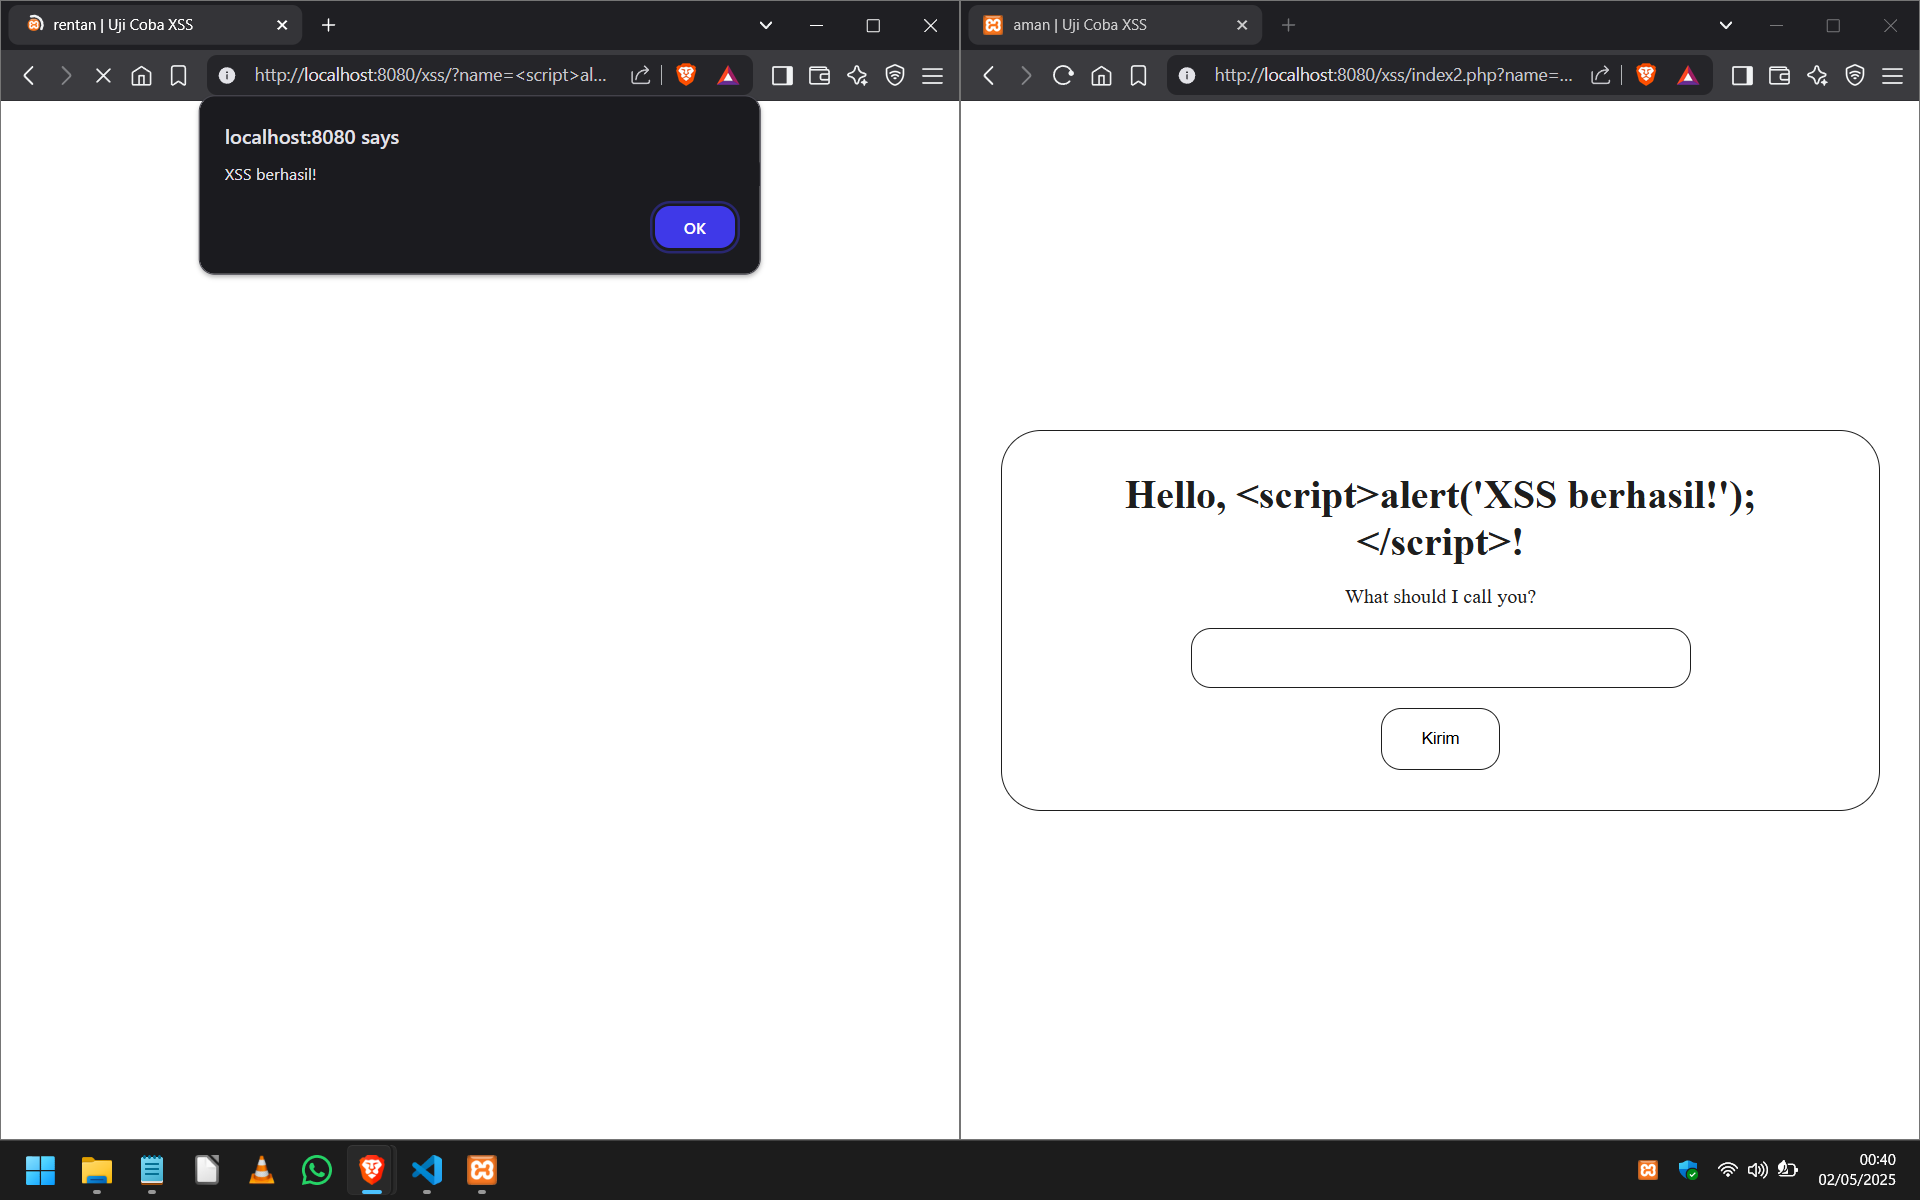 rentan | Uji Coba XSS
http://localhost:8080/xss/?name=<script>al...
localhost:8080 says
XSS berhasil!
OK
aman | Uji Coba XSS
http://localhost:8080/xss/index2.php?name=...
Hello, <script>alert('XSS berhasil!');
</script>!
What should I call you?
Kirim
00:40
02/05/2025